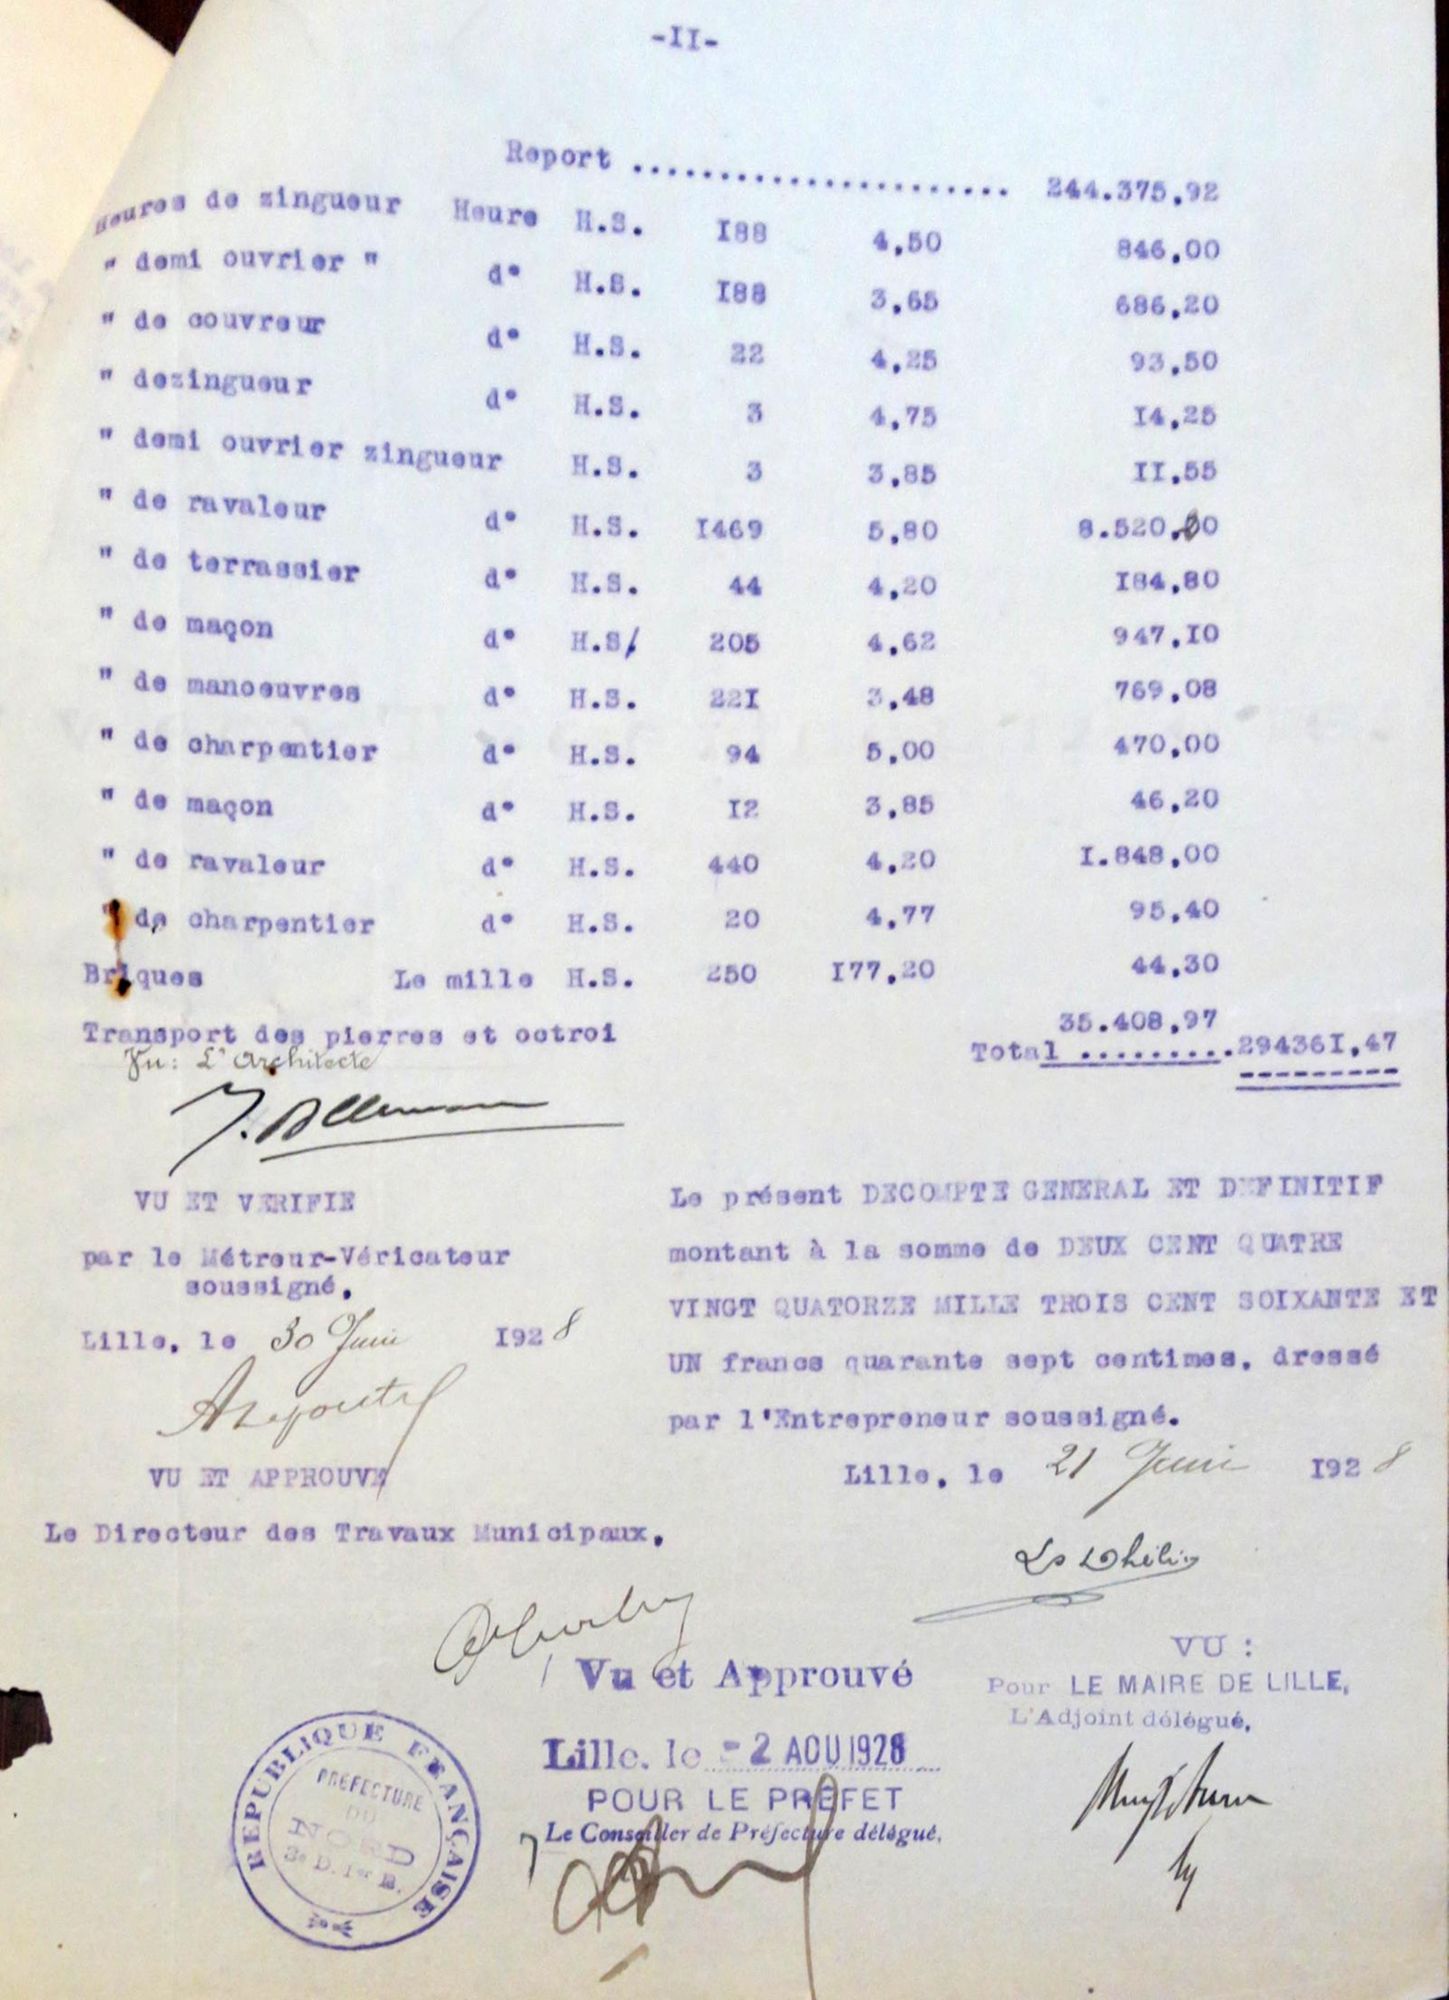 -II-
Report ...................... 244.375,92
Heures de zingueur Heure H.S. I88 4,50 846,00
" demi ouvrier " d° H.S. I88 3,65 686,20
" de couvreur d° H.S. 22 4,25 93,50
" dezingueur d° H.S. 3 4,75 I4,25
" demi ouvrier zingueur H.S. 3 3,85 II,55
" de ravaleur d° H.S. I469 5,80 8.520,20
" de terrassier d° H.S. 44 4,20 I84,80
" de maçon d° H.S/ 205 4,62 947,I0
" de manoeuvres d° H.S. 22I 3,48 769,08
" de charpentier d° H.S. 94 5,00 470,00
" de maçon d° H.S. I2 3,85 46,20
" de ravaleur d° H.S. 440 4,20 I.848,00
" de charpentier d° H.S. 20 4,77 95,40
Briques Le mille H.S. 250 I77,20 44,30
Transport des pierres et octroi 35.408,97
Total ..........29436I,47
Vu: L'Architecte
VU ET VERIFIE
par le Métreur-Véricateur
soussigné.
Lille, le 30 Juin I928
VU ET APPROUVE
Le Directeur des Travaux Municipaux.
Le présent DECOMPTE GENERAL ET DEFINITIF
montant à la somme de DEUX CENT QUATRE
VINGT QUATORZE MILLE TROIS CENT SOIXANTE ET
UN francs quarante sept centimes, dressé
par l'Entrepreneur soussigné.
Lille, le 21 Juin I928
Vu et Approuvé
Lille, le -2 AOU 1928
POUR LE PRÉFET
Le Conseiller de Préfecture délégué,
VU :
Pour LE MAIRE DE LILLE,
L'Adjoint délégué,
REPUBLIQUE FRANÇAISE
PRÉFECTURE
DU
NORD
3e D. 1er B.